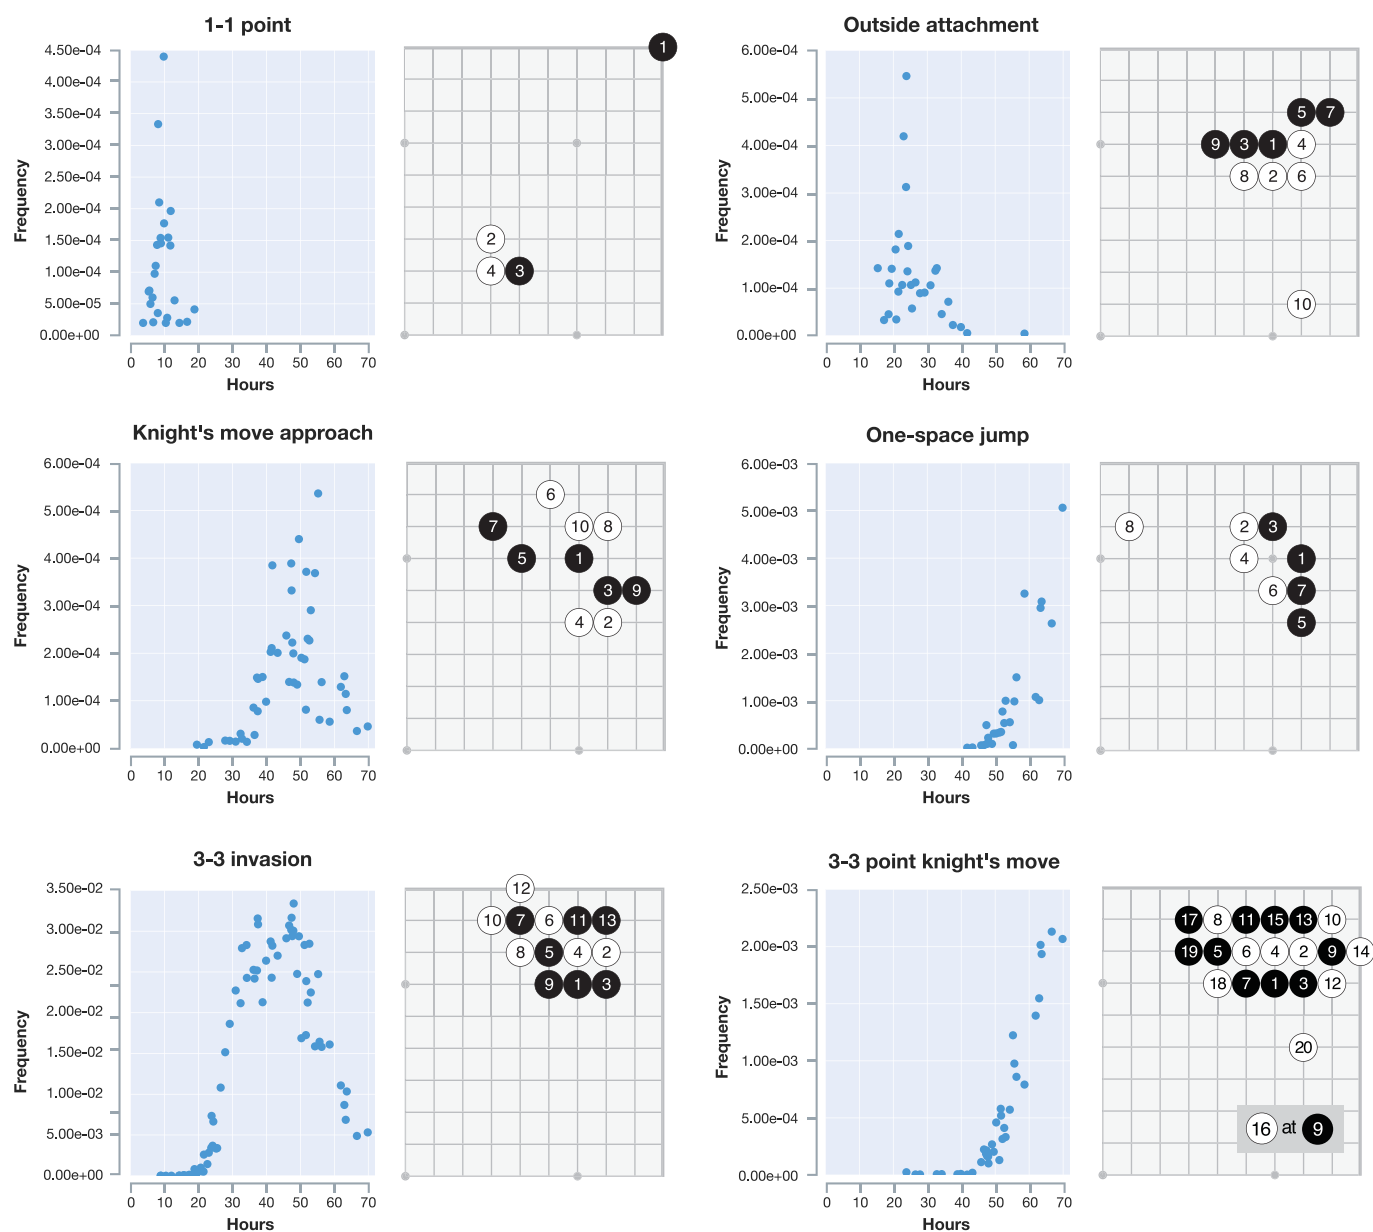 1-1 point
4.50e-04
4.00e-04
3.50e-04
3.00e-04
2.50e-04
2.00e-04
1.50e-04
1.00e-04
5.00e-05
0.00e+00
Frequency
0 10 20 30 40 50 60 70
Hours
1
2
4 3
Outside attachment
6.00e-04
5.00e-04
4.00e-04
3.00e-04
2.00e-04
1.00e-04
0.00e+00
Frequency
0 10 20 30 40 50 60 70
Hours
5 7
9 3 1 4
8 2 6
10
Knight's move approach
6.00e-04
5.00e-04
4.00e-04
3.00e-04
2.00e-04
1.00e-04
0.00e+00
Frequency
0 10 20 30 40 50 60 70
Hours
6
7 10 8
5 1
3 9
4 2
One-space jump
6.00e-03
5.00e-03
4.00e-03
3.00e-03
2.00e-03
1.00e-03
0.00e+00
Frequency
0 10 20 30 40 50 60 70
Hours
8 2 3
4 1
6 7
5
3-3 invasion
3.50e-02
3.00e-02
2.50e-02
2.00e-02
1.50e-02
1.00e-02
5.00e-03
0.00e+00
Frequency
0 10 20 30 40 50 60 70
Hours
12
10 7 6 11 13
8 5 4 2
9 1 3
3-3 point knight's move
2.50e-03
2.00e-03
1.50e-03
1.00e-03
5.00e-04
0.00e+00
Frequency
0 10 20 30 40 50 60 70
Hours
17 8 11 15 13 10
19 5 6 4 2 9 14
18 7 1 3 12
20
16 at 9